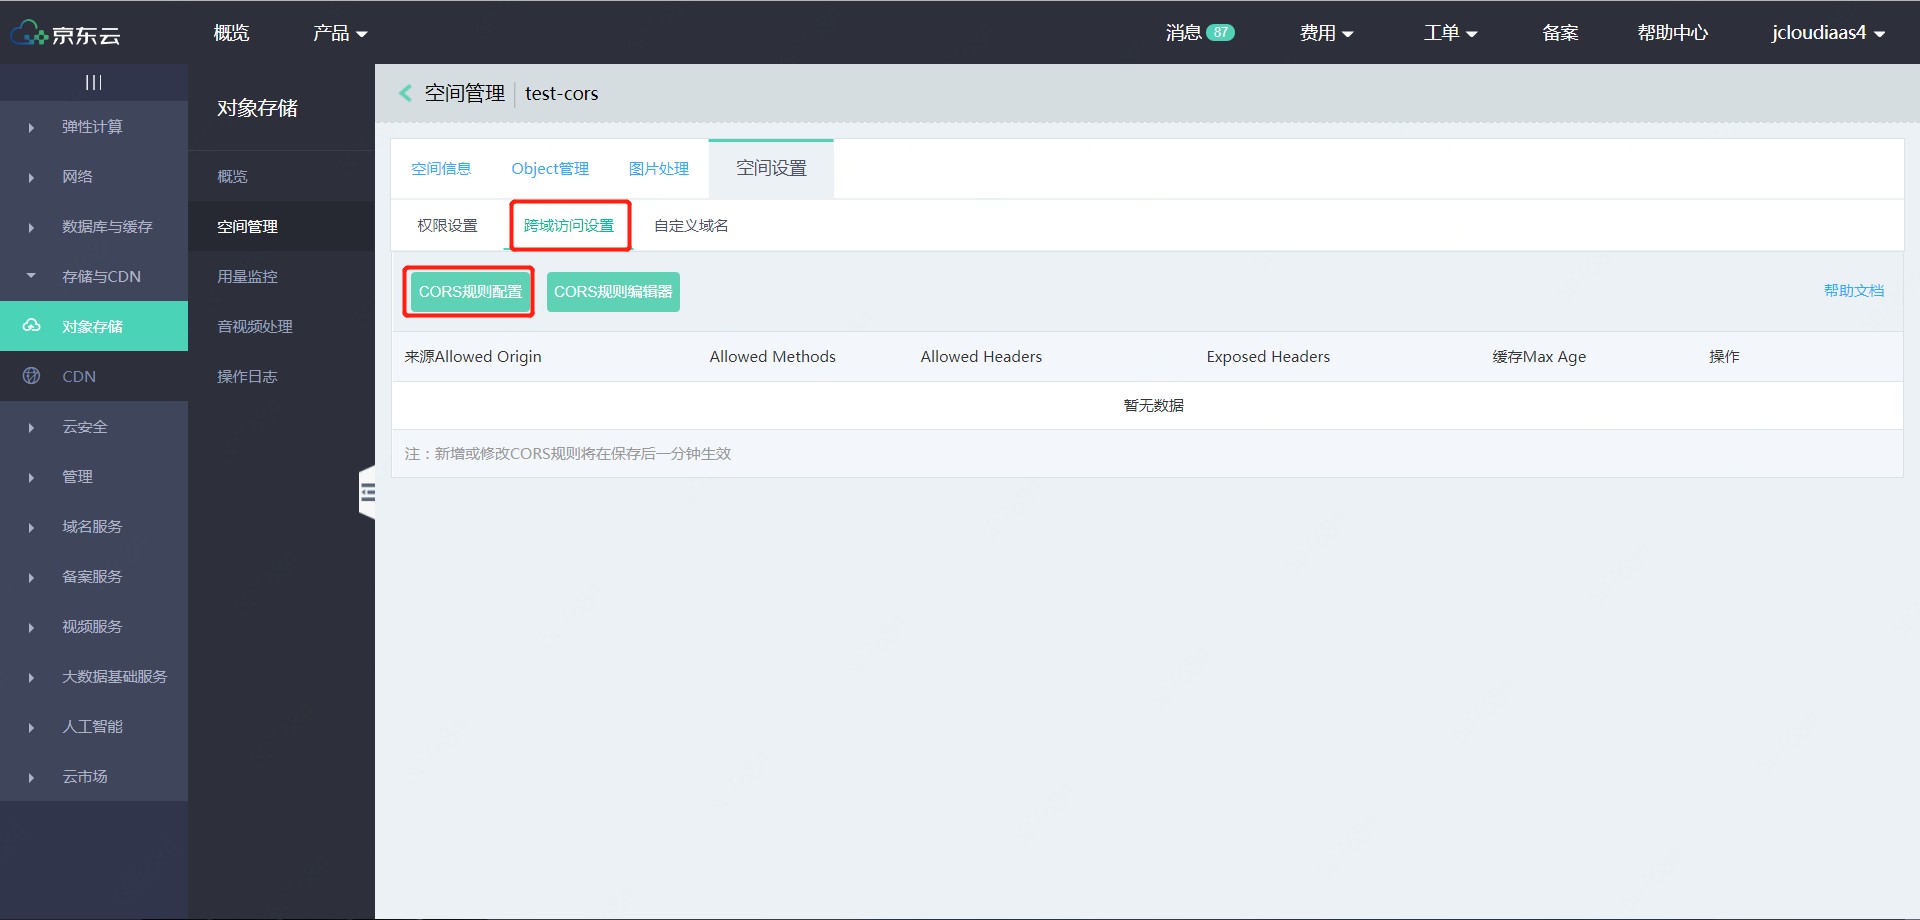 京东云
概览
产品
消息 87
费用
工单
备案
帮助中心
jcloudiaas4
弹性计算
网络
数据库与缓存
存储与CDN
对象存储
CDN
云安全
管理
域名服务
备案服务
视频服务
大数据基础服务
人工智能
云市场
对象存储
概览
空间管理
用量监控
音视频处理
操作日志
空间管理 test-cors
空间信息 Object管理 图片处理 空间设置
权限设置 跨域访问设置 自定义域名
CORS规则配置 CORS规则编辑器 帮助文档
来源Allowed Origin Allowed Methods Allowed Headers Exposed Headers 缓存Max Age 操作
暂无数据
注：新增或修改CORS规则将在保存后一分钟生效